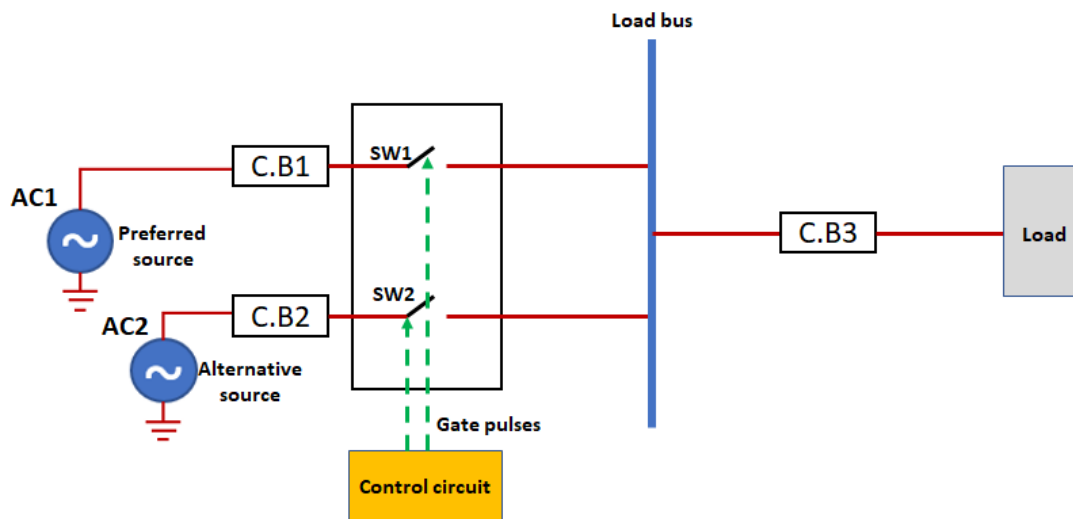 Load bus
SW1
C.B1
AC1
Preferred
source
C.B3
Load
SW2
C.B2
AC2
Alternative
source
Gate pulses
Control circuit